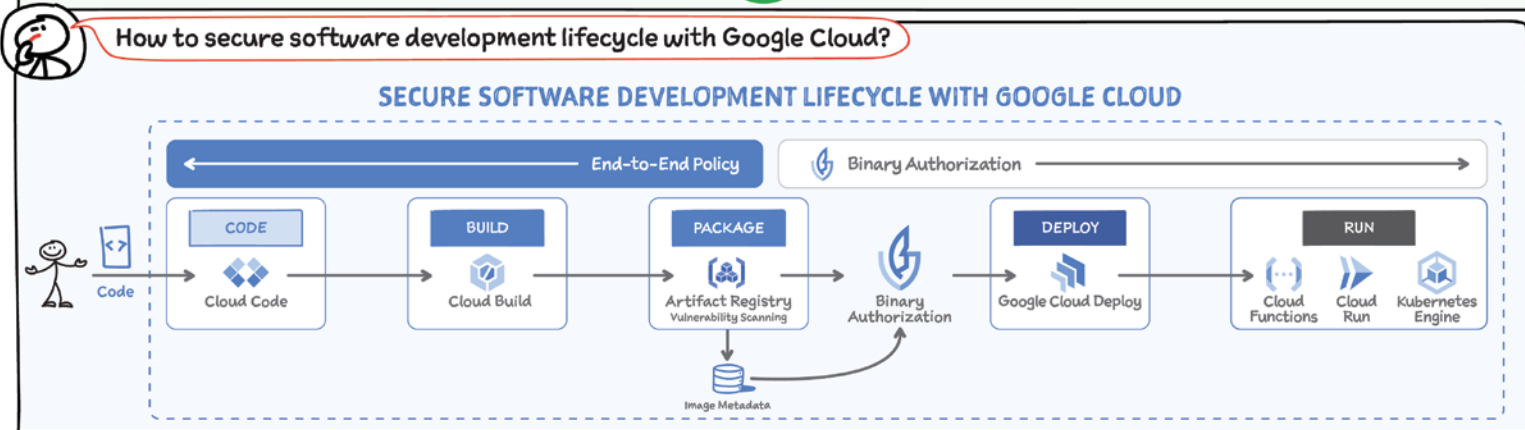 How to secure software development lifecycle with Google Cloud?
SECURE SOFTWARE DEVELOPMENT LIFECYCLE WITH GOOGLE CLOUD
End-to-End Policy
Binary Authorization
<>
Code
CODE
Cloud Code
BUILD
Cloud Build
PACKAGE
Artifact Registry
Vulnerability Scanning
Image Metadata
Binary
Authorization
DEPLOY
Google Cloud Deploy
RUN
Cloud
Functions
Cloud
Run
Kubernetes
Engine